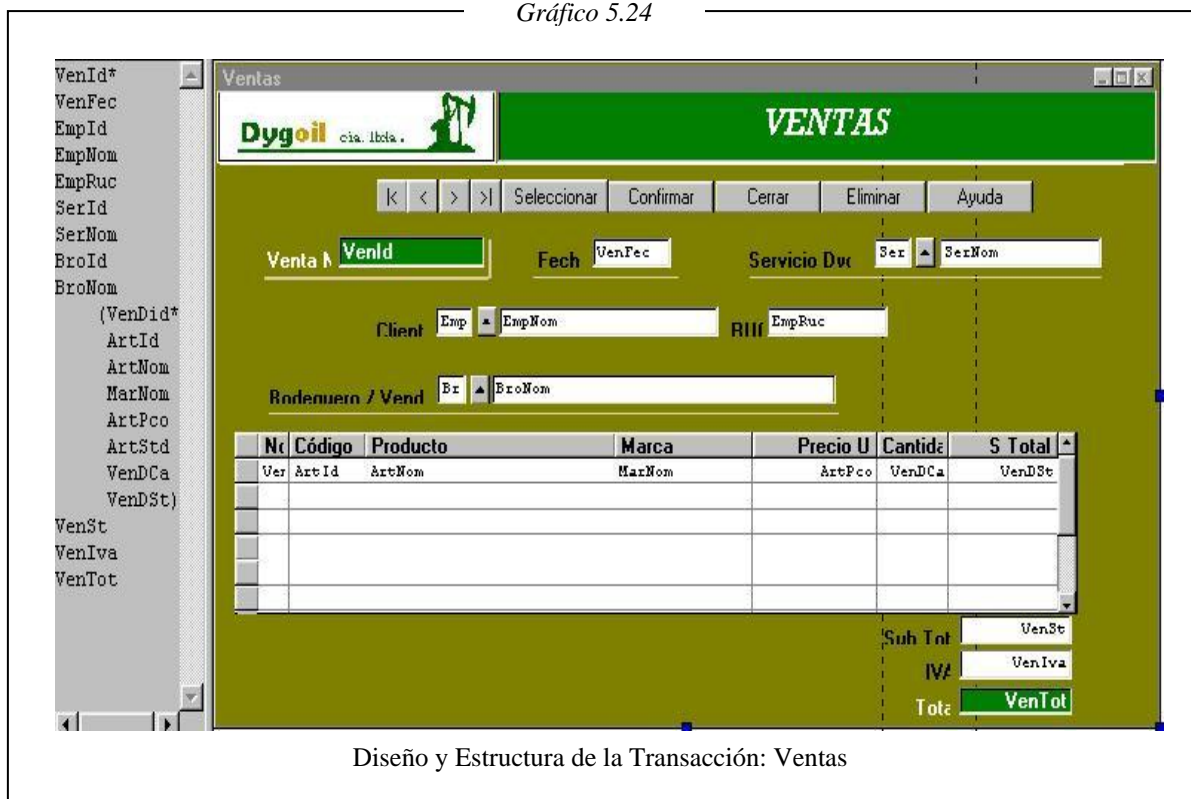 Gráfico 5.24
VenId*
VenFec
EmpId
EmpNom
EmpRuc
SerId
SerNom
BroId
BroNom
(VenDid*
ArtId
ArtNom
MarNom
ArtPco
ArtStd
VenDCa
VenDSt)
VenSt
VenIva
VenTot
Ventas
Dygoil cia. ltda.
VENTAS
|< < > >| Seleccionar Confirmar Cerrar Eliminar Ayuda
Venta N VenId Fech VenFec Servicio Dyg Ser SerNom
Client Emp EmpNom RUC EmpRuc
Bodeguero / Vend Br BroNom
No Código Producto Marca Precio U Cantida S Total
Ver ArtId ArtNom MarNom ArtPco VenDCa VenDSt
Sub Tot VenSt
IVA VenIva
Tota VenTot
Diseño y Estructura de la Transacción: Ventas